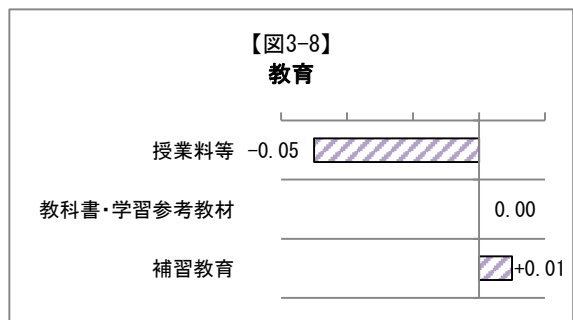 【図3-8】
教育
授業料等 -0.05
教科書・学習参考教材 0.00
補習教育 +0.01